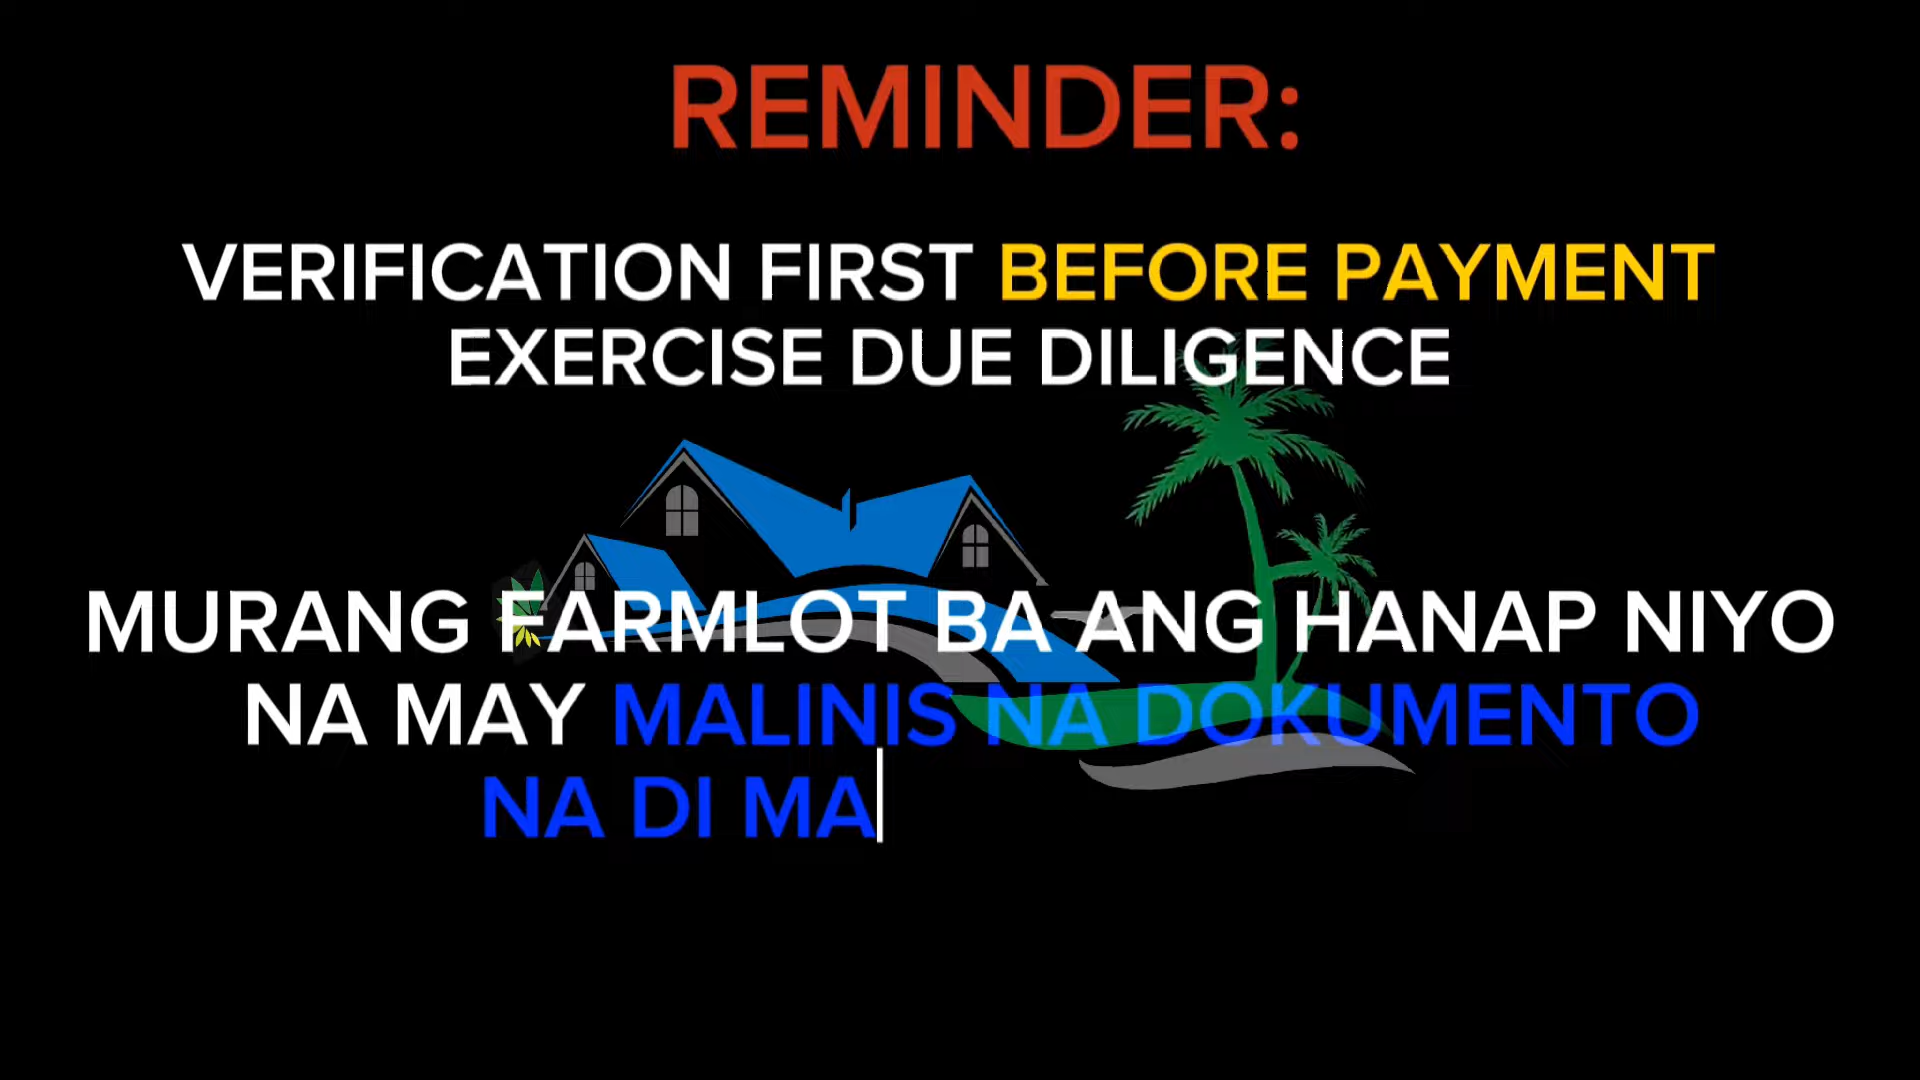 REMINDER:
VERIFICATION FIRST BEFORE PAYMENT
EXERCISE DUE DILIGENCE
MURANG FARMLOT BA ANG HANAP NIYO
NA MAY MALINIS NA DOKUMENTO
NA DI MA